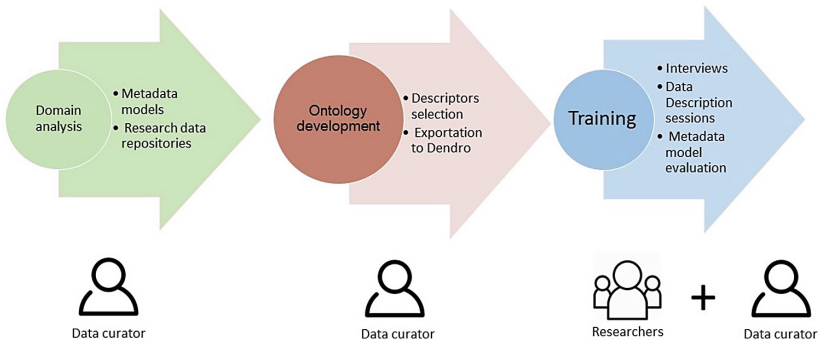 Domain
analysis
• Metadata
models
• Research data
repositories
Ontology
development
• Descriptors
selection
• Exportation
to Dendro
Training
• Interviews
• Data
Description
sessions
• Metadata
model
evaluation
Data curator
Data curator
Researchers
+
Data curator